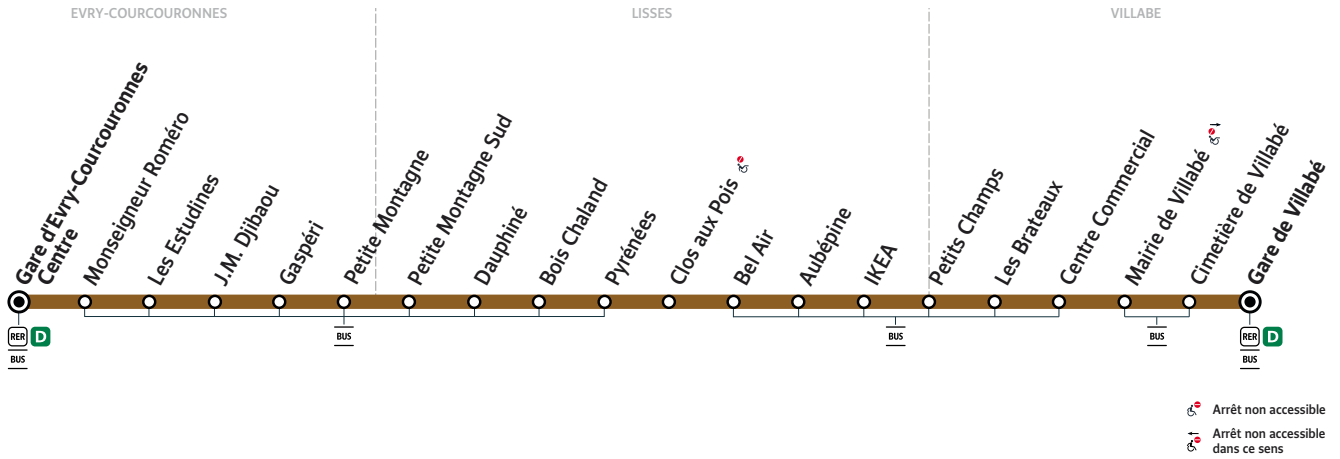 EVRY-COURCOURONNES
LISSES
VILLABE
Gare d'Evry-Courcouronnes
Centre
Monseigneur Roméro
Les Estudines
J.M. Djibaou
Gaspéri
Petite Montagne
Petite Montagne Sud
Dauphiné
Bois Chaland
Pyrénées
Clos aux Pois
Bel Air
Aubépine
IKEA
Petits Champs
Les Brateaux
Centre Commercial
Mairie de Villabé
Cimetière de Villabé
Gare de Villabé
RER D
BUS
BUS
BUS
BUS
RER D
BUS
Arrêt non accessible
Arrêt non accessible
dans ce sens